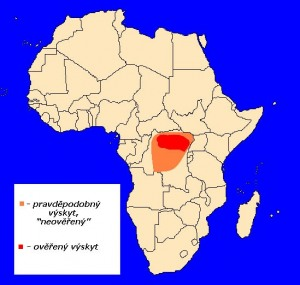 - pravděpodobný
výskyt,
"neověřený"
- ověřený výskyt